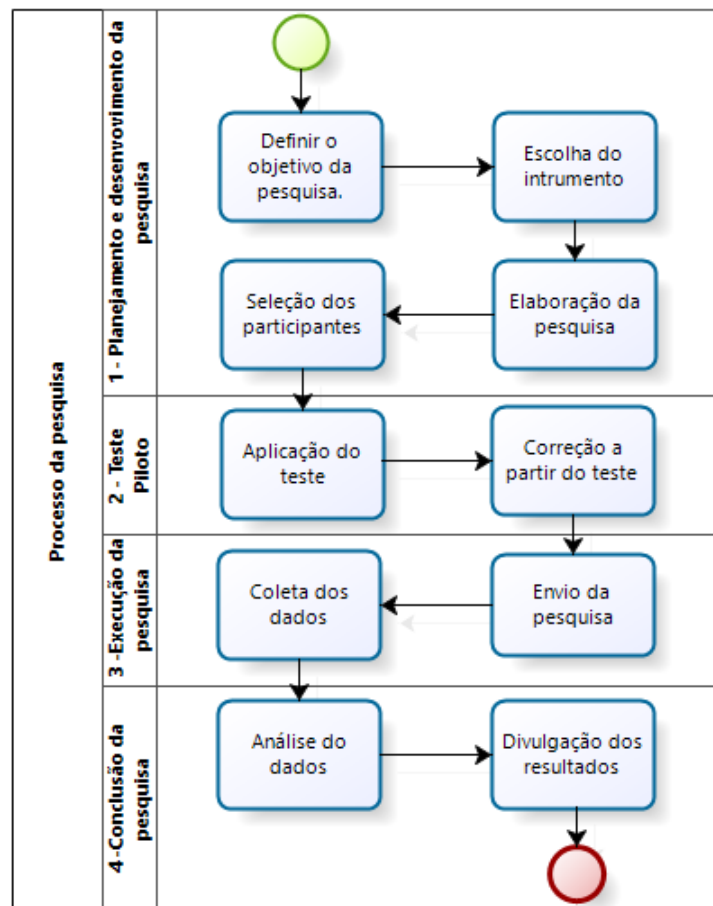 Processo da pesquisa
1 - Planejamento e desenvovimento da
pesquisa
Definir o
objetivo da
pesquisa.
Escolha do
intrumento
Elaboração da
pesquisa
Seleção dos
participantes
2 - Teste
Piloto
Aplicação do
teste
Correção a
partir do teste
3 -Execução da
pesquisa
Envio da
pesquisa
Coleta dos
dados
4-Conclusão da
pesquisa
Análise do
dados
Divulgação dos
resultados